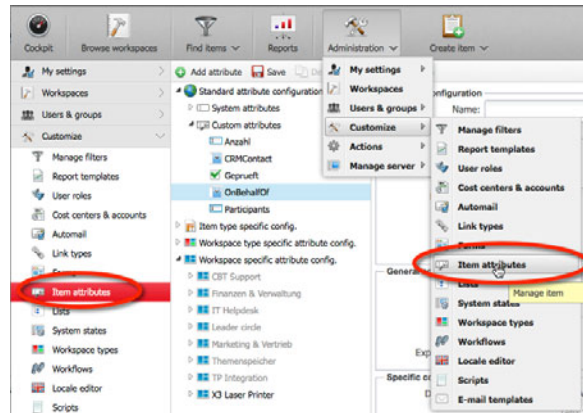 Cockpit
Browse workspaces
Find items
Reports
Administration
Create item
My settings
Workspaces
Users & groups
Customize
Manage filters
Report templates
User roles
Cost centers & accounts
Automail
Link types
Forms
Item attributes
Lists
System states
Workspace types
Workflows
Locale editor
Scripts
Add attribute
Save
Standard attribute configuration
System attributes
Custom attributes
Anzahl
CRMContact
Geprueft
OnBehalfOf
Participants
Item type specific config.
Workspace type specific attribute config.
Workspace specific attribute config.
CBT Support
Finanzen & Verwaltung
IT Helpdesk
Leader circle
Marketing & Vertrieb
Themenspeicher
TP Integration
X3 Laser Printer
My settings
Workspaces
Users & groups
Customize
Actions
Manage server
Name:
General
Specific
Manage filters
Report templates
User roles
Cost centers & accounts
Automail
Link types
Forms
Item attributes
Manage item
Lists
System states
Workspace types
Workflows
Locale editor
Scripts
E-mail templates